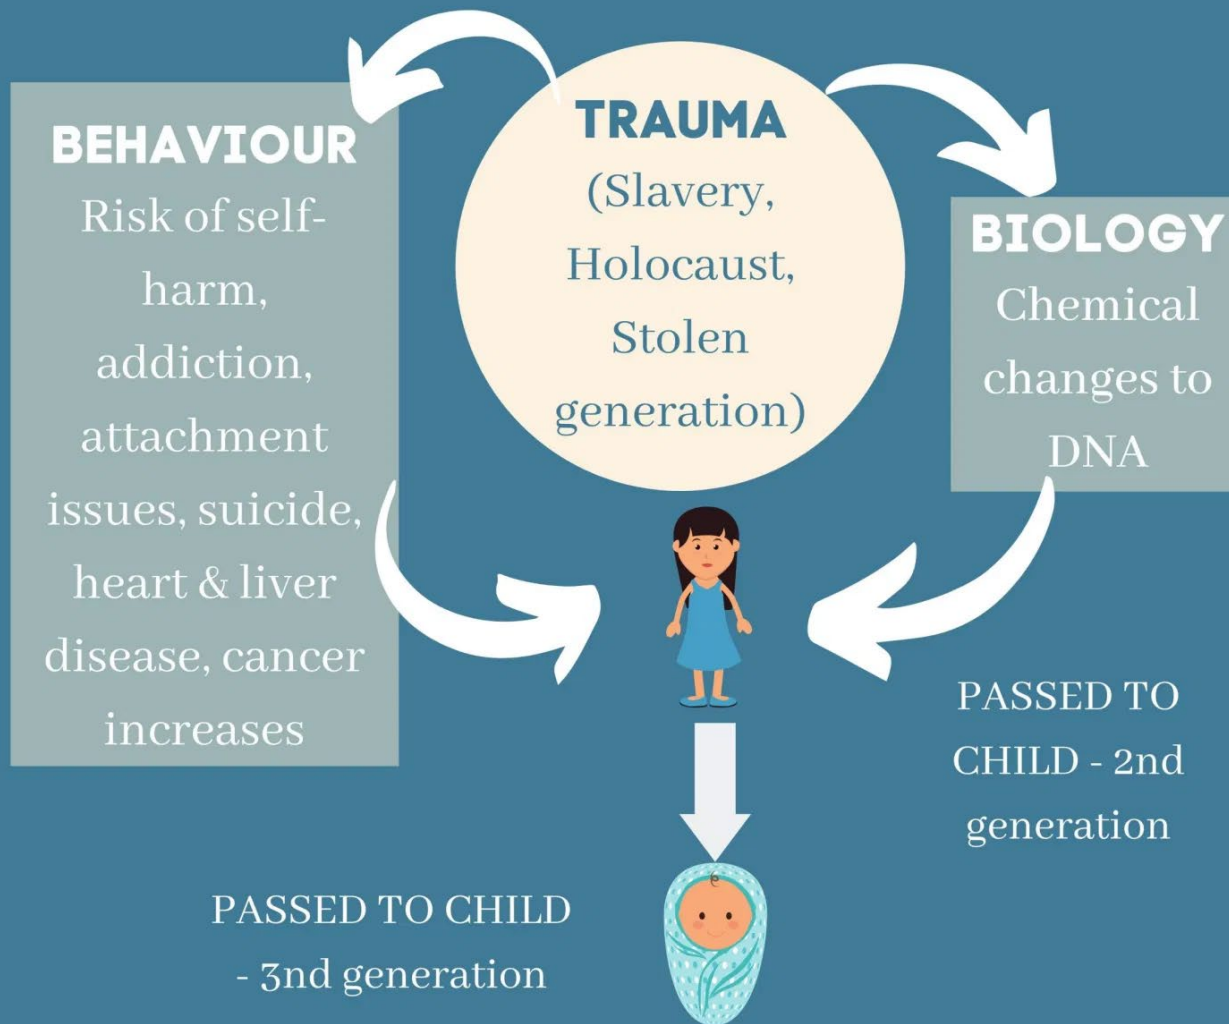 TRAUMA
(Slavery,
Holocaust,
Stolen
generation)
BEHAVIOUR
Risk of self-
harm,
addiction,
attachment
issues, suicide,
heart & liver
disease, cancer
increases
BIOLOGY
Chemical
changes to
DNA
PASSED TO
CHILD - 2nd
generation
PASSED TO CHILD
- 3nd generation